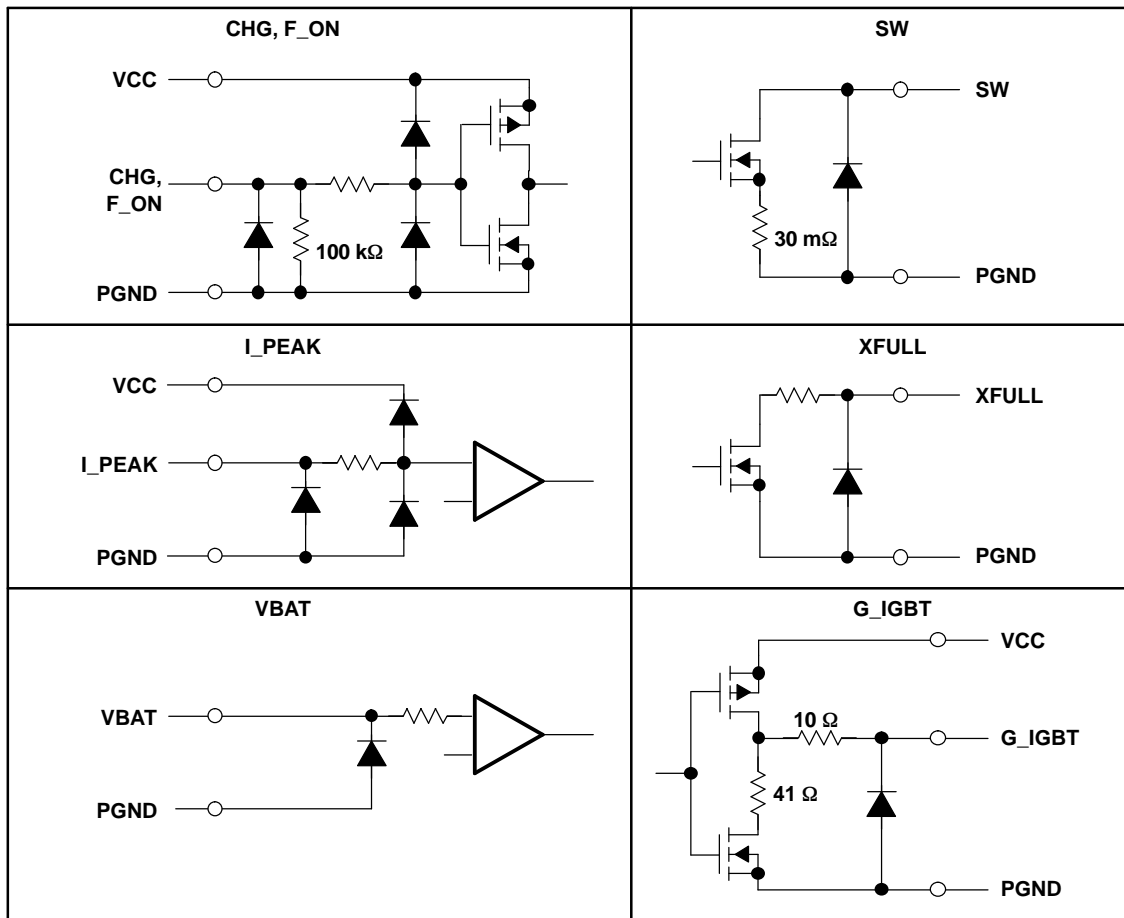 CHG, F_ON
VCC
CHG,
F_ON
100 kΩ
PGND
SW
SW
30 mΩ
PGND
I_PEAK
VCC
I_PEAK
PGND
XFULL
XFULL
PGND
VBAT
VBAT
PGND
G_IGBT
VCC
10 Ω
G_IGBT
41 Ω
PGND